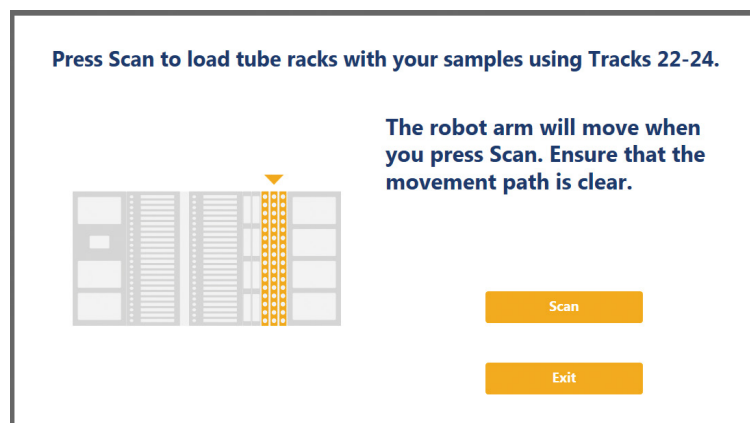 Press Scan to load tube racks with your samples using Tracks 22-24.
The robot arm will move when
you press Scan. Ensure that the
movement path is clear.
Scan
Exit